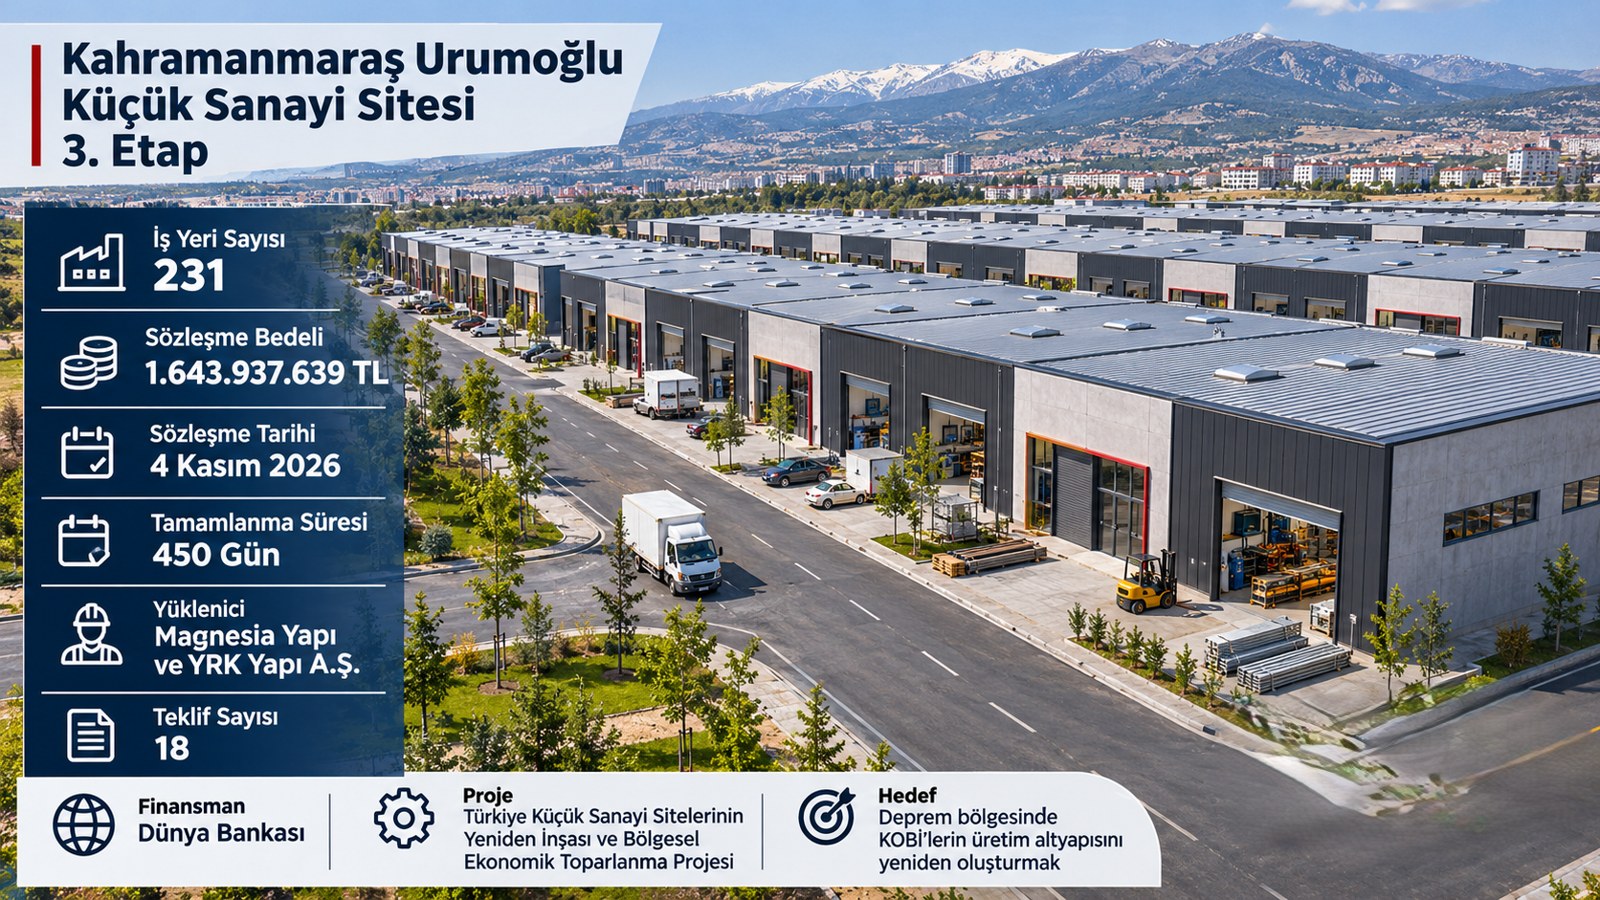 Kahramanmaraş Urumoğlu
Küçük Sanayi Sitesi
3. Etap
İş Yeri Sayısı
231
Sözleşme Bedeli
1.643.937.639 TL
Sözleşme Tarihi
4 Kasım 2026
Tamamlanma Süresi
450 Gün
Yüklenici
Magnesia Yapı
ve YRK Yapı A.Ş.
Teklif Sayısı
18
Finansman
Dünya Bankası
Proje
Türkiye Küçük Sanayi Sitelerinin
Yeniden İnşası ve Bölgesel
Ekonomik Toparlanma Projesi
Hedef
Deprem bölgesinde
KOBİ'lerin üretim altyapısını
yeniden oluşturmak